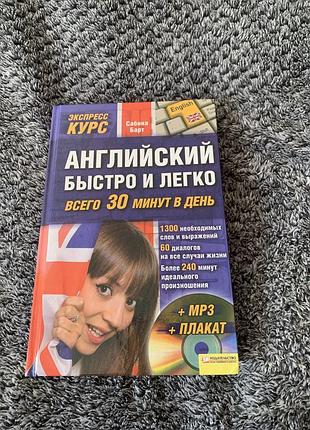 ЭКСПРЕСС
КУРС
Сабина
Барт
English
АНГЛИЙСКИЙ
БЫСТРО И ЛЕГКО
ВСЕГО 30 МИНУТ В ДЕНЬ
1300 необходимых
слов и выражений
60 диалогов
на все случаи жизни
Более 240 минут
идеального
произношения
+ MP3
+ ПЛАКАТ